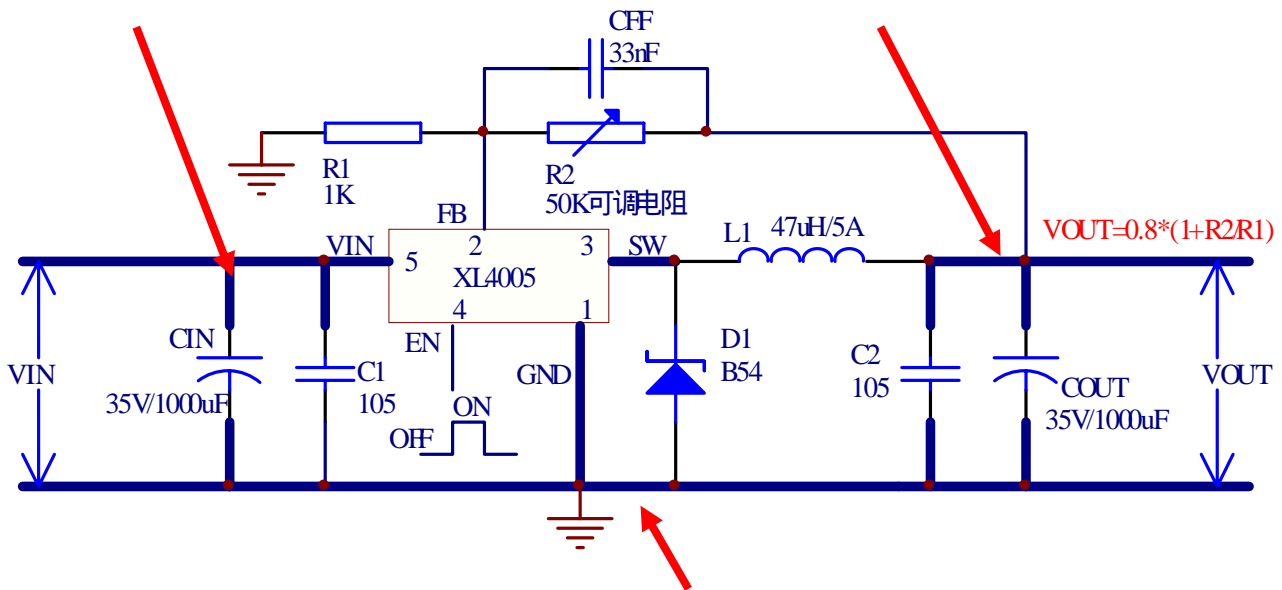 CFF
33nF
R1
1K
R2
50K可调电阻
FB
VIN
2
3
SW
L1
47uH/5A
VOUT=0.8*(1+R2/R1)
5
XL4005
4
1
CIN
35V/1000uF
C1
105
EN
GND
D1
B54
C2
105
COUT
35V/1000uF
VIN
VOUT
ON
OFF